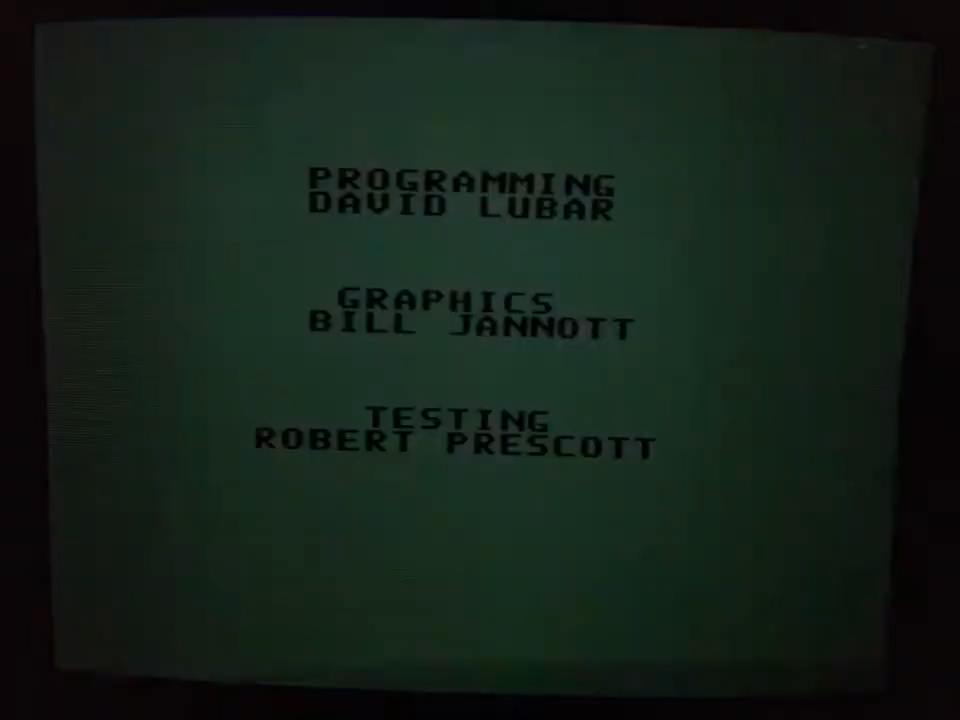 PROGRAMMING
DAVID LUBAR
GRAPHICS
BILL JANNOTT
TESTING
ROBERT PRESCOTT